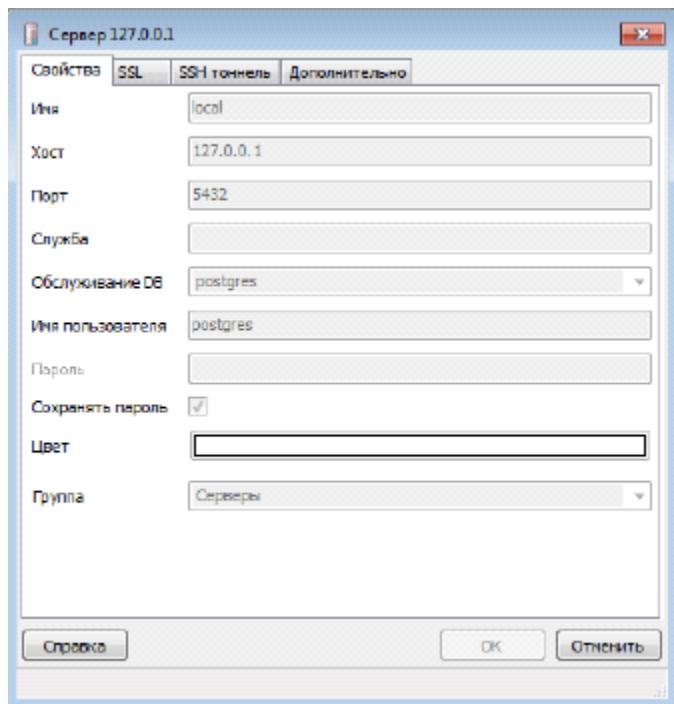 Сервер 127.0.0.1
Свойства SSL SSH тоннель Дополнительно
Имя local
Хост 127.0.0.1
Порт 5432
Служба
Обслуживание DB postgres
Имя пользователя postgres
Пароль
Сохранять пароль
Цвет
Группа Серверы
Справка OK Отменить